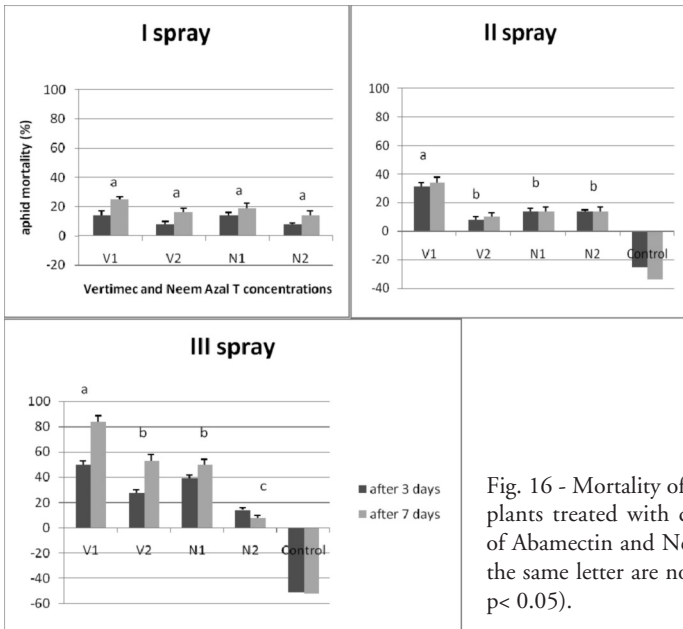 I spray
100
80
60
40
20
0
-20
aphid mortality (%)
a
a
a
a
V1 V2 N1 N2
Vertimec and Neem Azal T concentrations
II spray
100
80
60
40
20
0
-20
-40
a
b
b
b
V1 V2 N1 N2 Control
III spray
100
80
60
40
20
0
-20
-40
-60
a
b
b
c
V1 V2 N1 N2 Control
after 3 days
after 7 days
Fig. 16 - Mortality of
plants treated with
of Abamectin and
the same letter are
p< 0.05).